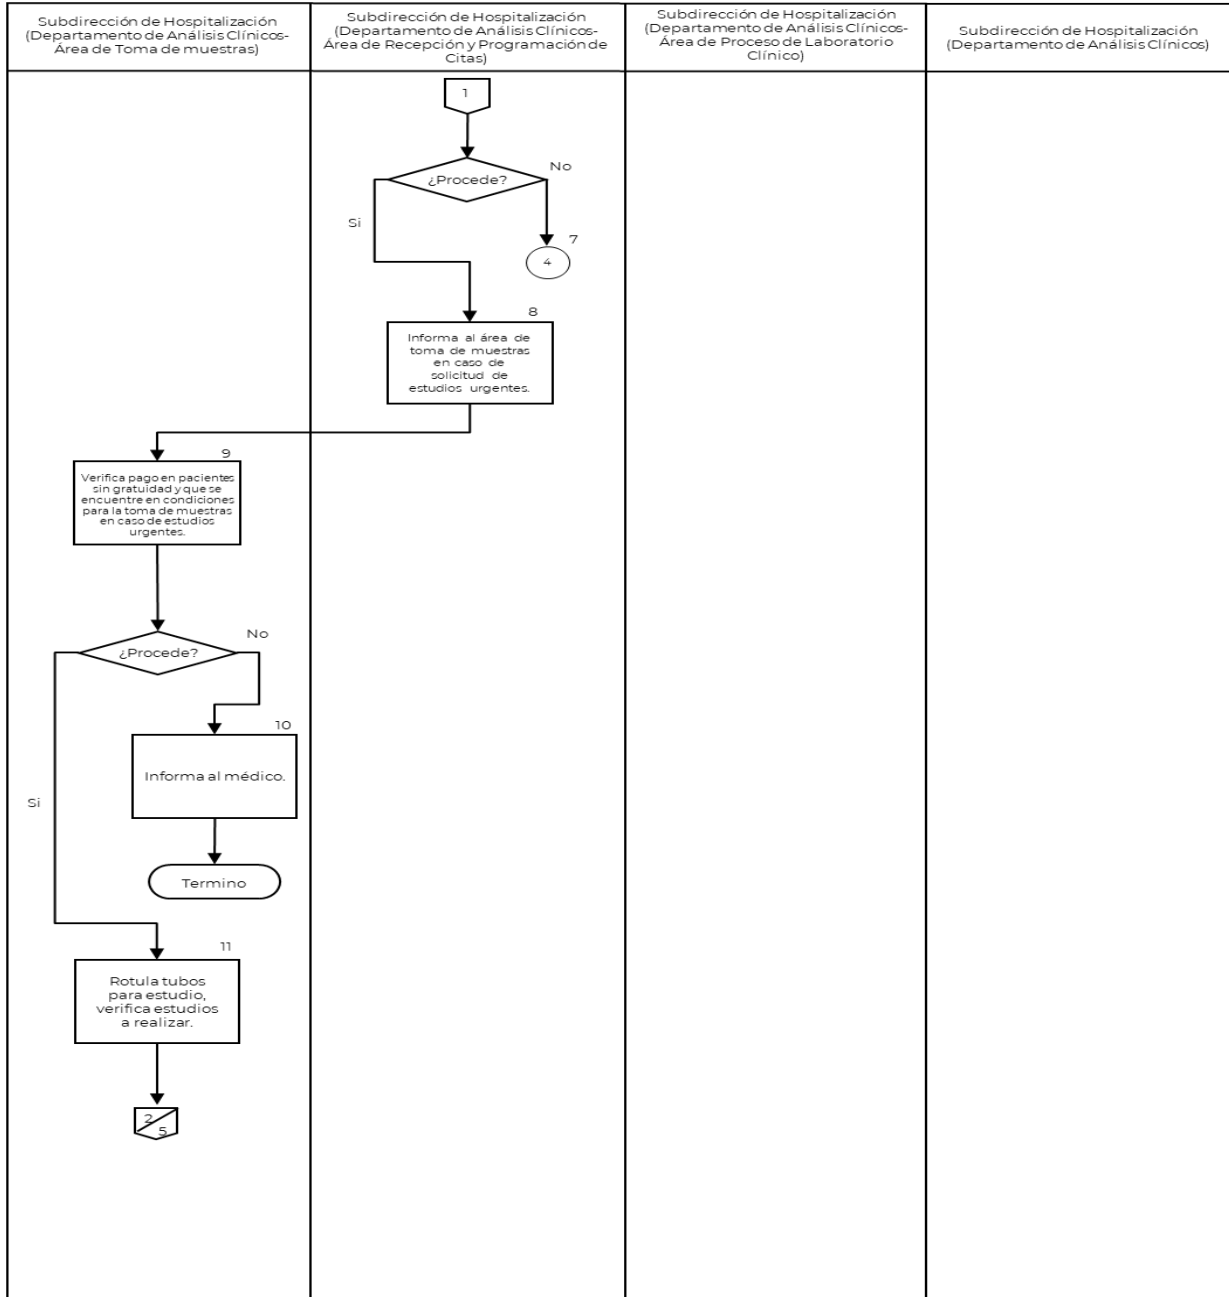 Subdirección de Hospitalización
(Departamento de Análisis Clínicos-
Área de Toma de muestras)
Subdirección de Hospitalización
(Departamento de Análisis Clínicos-
Área de Recepción y Programación de
Citas)
Subdirección de Hospitalización
(Departamento de Análisis Clínicos-
Área de Proceso de Laboratorio
Clínico)
Subdirección de Hospitalización
(Departamento de Análisis Clínicos)
1
¿Procede?
No
Si
7
4
8
Informa al área de
toma de muestras
en caso de
solicitud de
estudios urgentes.
9
Verifica pago en pacientes
sin gratuidad y que se
encuentre en condiciones
para la toma de muestras
en caso de estudios
urgentes.
¿Procede?
No
10
Informa al médico.
Si
Termino
11
Rotula tubos
para estudio,
verifica estudios
a realizar.
2
5